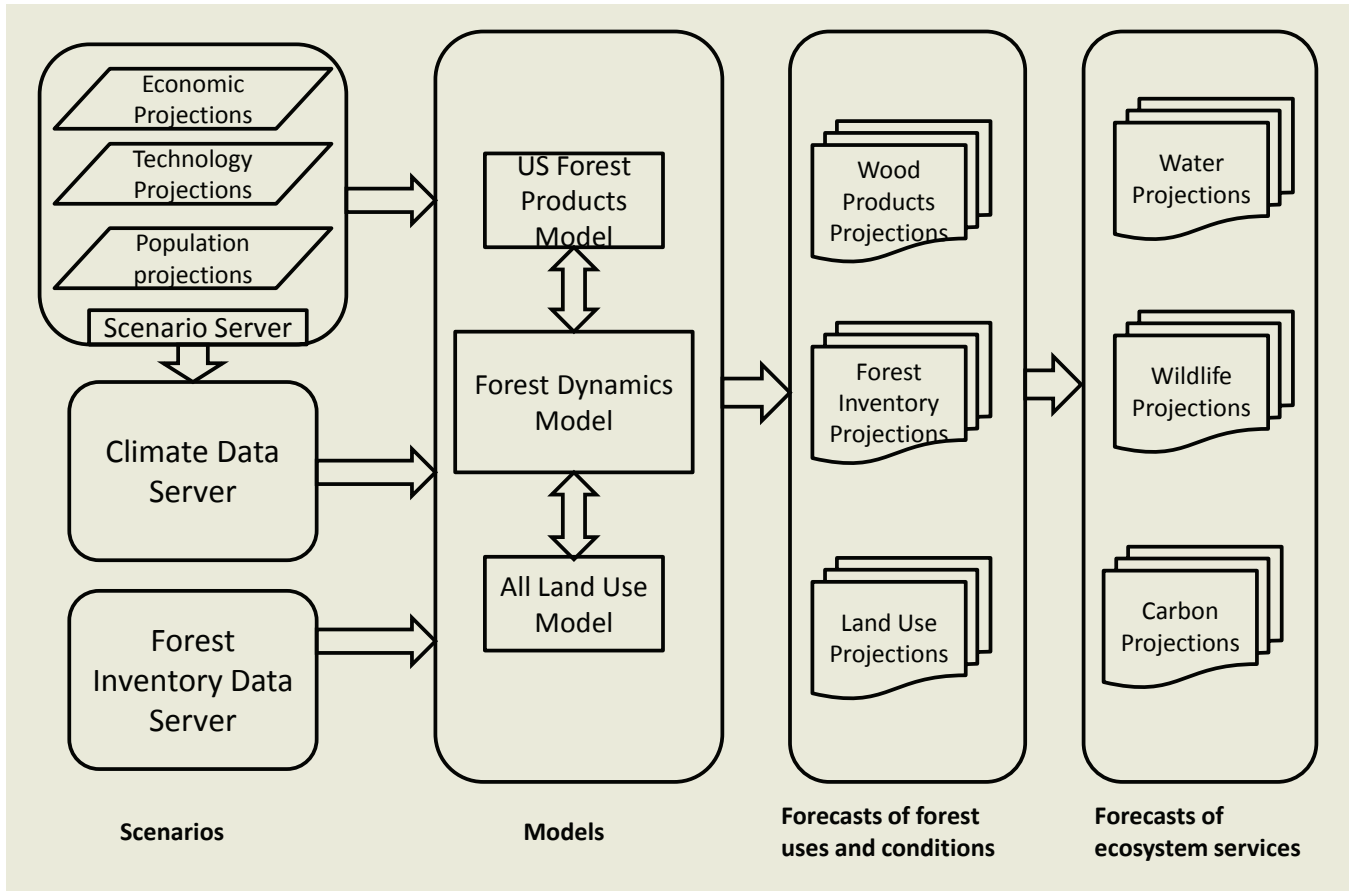 Economic
Projections
Technology
Projections
Population
projections
Scenario Server
Climate Data
Server
Forest
Inventory Data
Server
Scenarios
US Forest
Products
Model
Forest Dynamics
Model
All Land Use
Model
Models
Wood
Products
Projections
Forest
Inventory
Projections
Land Use
Projections
Forecasts of forest
uses and conditions
Water
Projections
Wildlife
Projections
Carbon
Projections
Forecasts of
ecosystem services